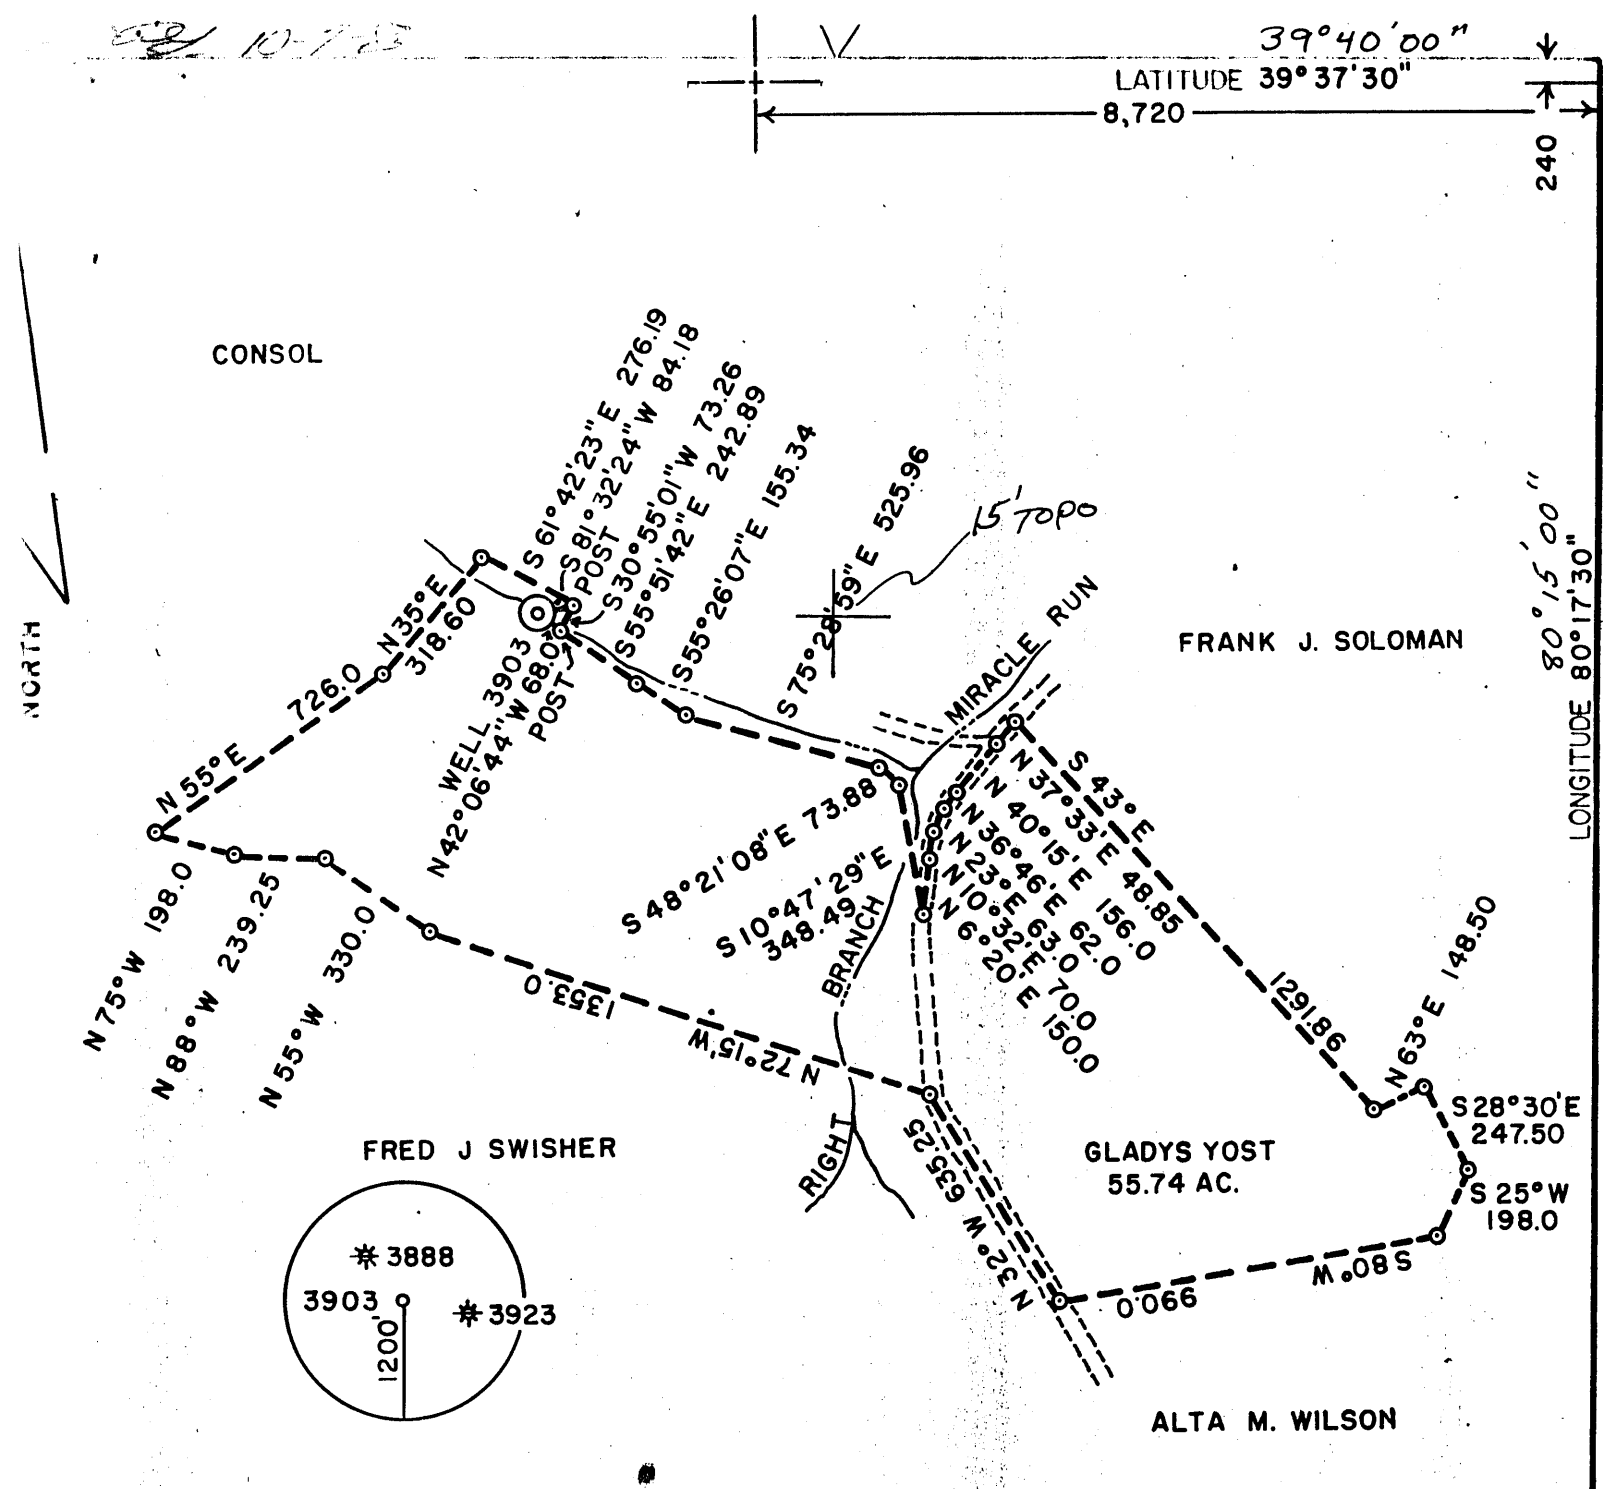 10-7-85
39°40'00"
LATITUDE 39°37'30"
8,720
240
CONSOL
S 61°42'23"E 276.19
S 81°32'24"W 84.18
POST
S30°55'01"W 73.26
S55°51'42"E 242.89
S55°26'07"E 155.34
S 75°28'59"E 525.96
15' TOPO
80°15'00"
LONGITUDE 80°17'30"
NORTH
N 35°E
318.60
N 55°E 726.0
WELL 3903
N42°06'44"W 68.0
POST
MIRACLE RUN
FRANK J. SOLOMAN
S 43°E 1291.86
N 37°33'E 48.85
N 40°15'E 156.0
N 36°46'E 62.0
N 23°E 63.0
N 10°32'E 70.0
N 6°20'E 150.0
S 48°21'08"E 73.88
S 10°47'29"E
348.49
N 75°W 198.0
N 88°W 239.25
N 55°W 330.0
N 72°15'W 1353.0
RIGHT BRANCH
N 63°E 148.50
S 28°30'E
247.50
S 25°W
198.0
S 80°W 990.0
N 32°W 635.25
GLADYS YOST
55.74 AC.
FRED J SWISHER
3888
3903
3923
1200'
ALTA M. WILSON